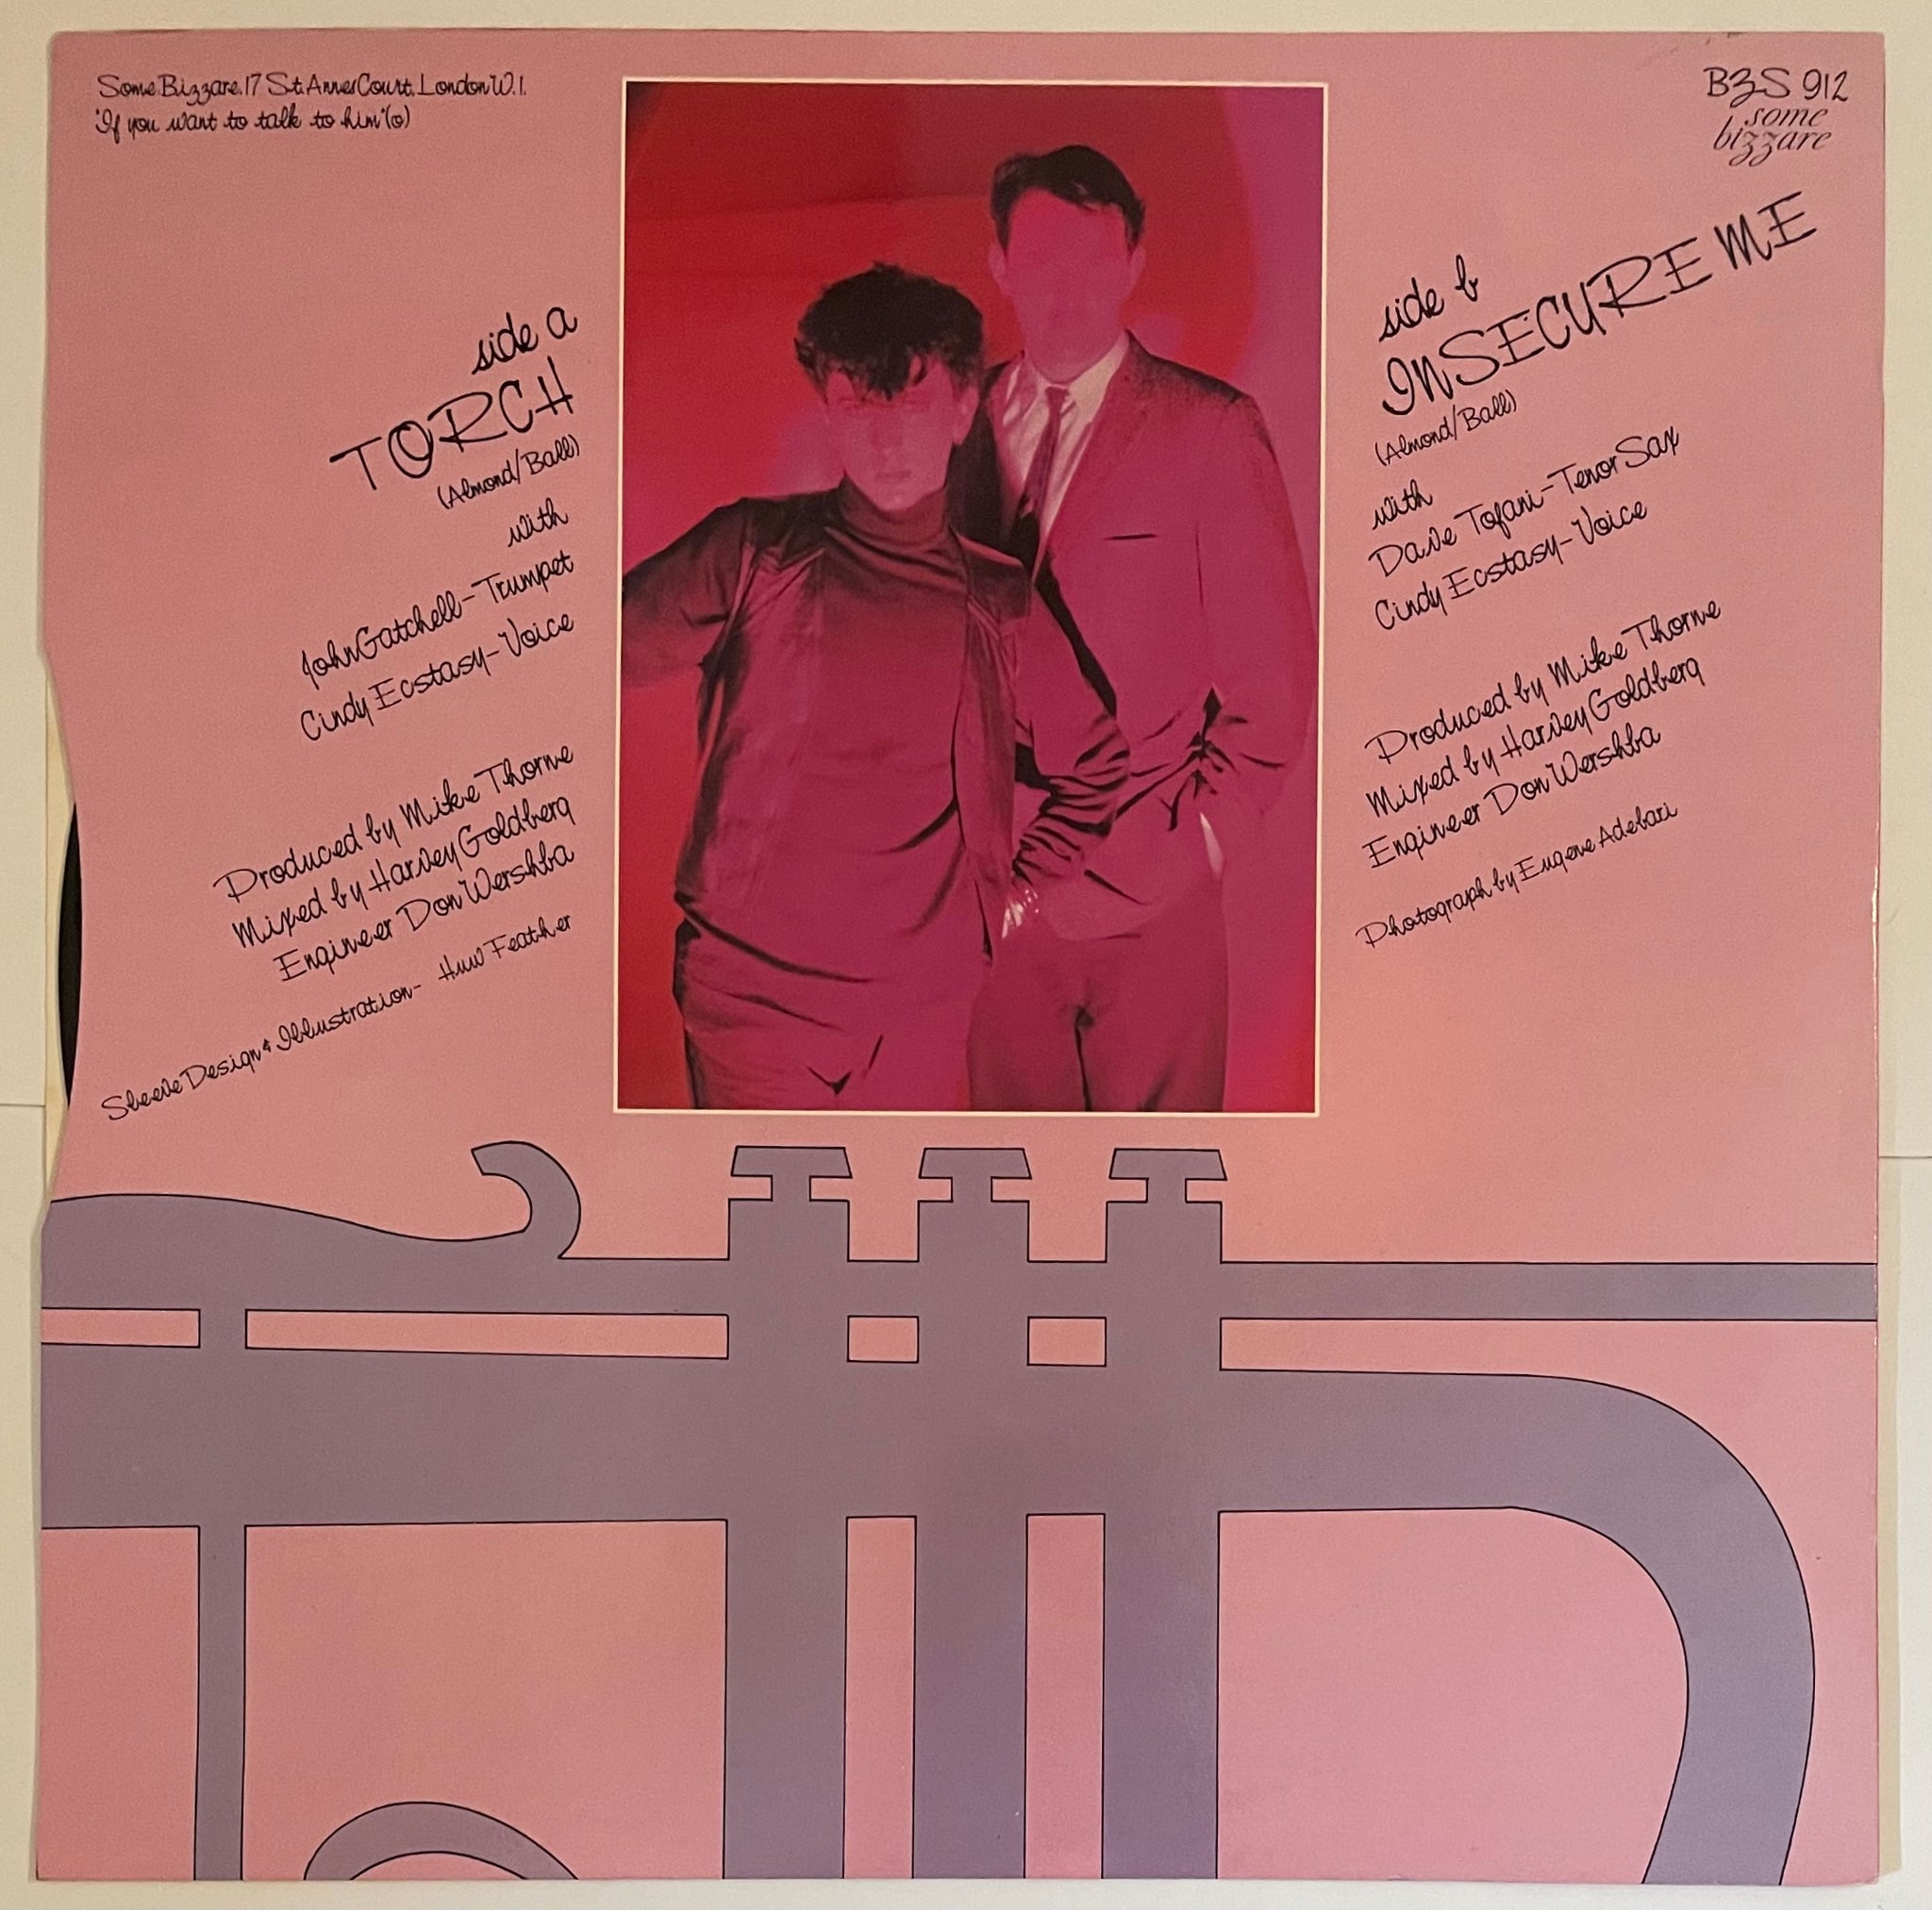 Some Bizzare. 17 St. Annes Court. London W.1.
'If you want to talk to him'(o)
BZS 912
some
bizzare
side a
TORCH
(Almond/Ball)
with
John Gatchell - Trumpet
Cindy Ecstasy - Voice
Produced by Mike Thorne
Mixed by Harvey Goldberg
Engineer Don Wershba
Sleeve Design & Illustration - Huw Feather
side b
INSECURE ME
(Almond/Ball)
with
Dave Tofani - Tenor Sax
Cindy Ecstasy - Voice
Produced by Mike Thorne
Mixed by Harvey Goldberg
Engineer Don Wershba
Photograph by Eugene Adebari